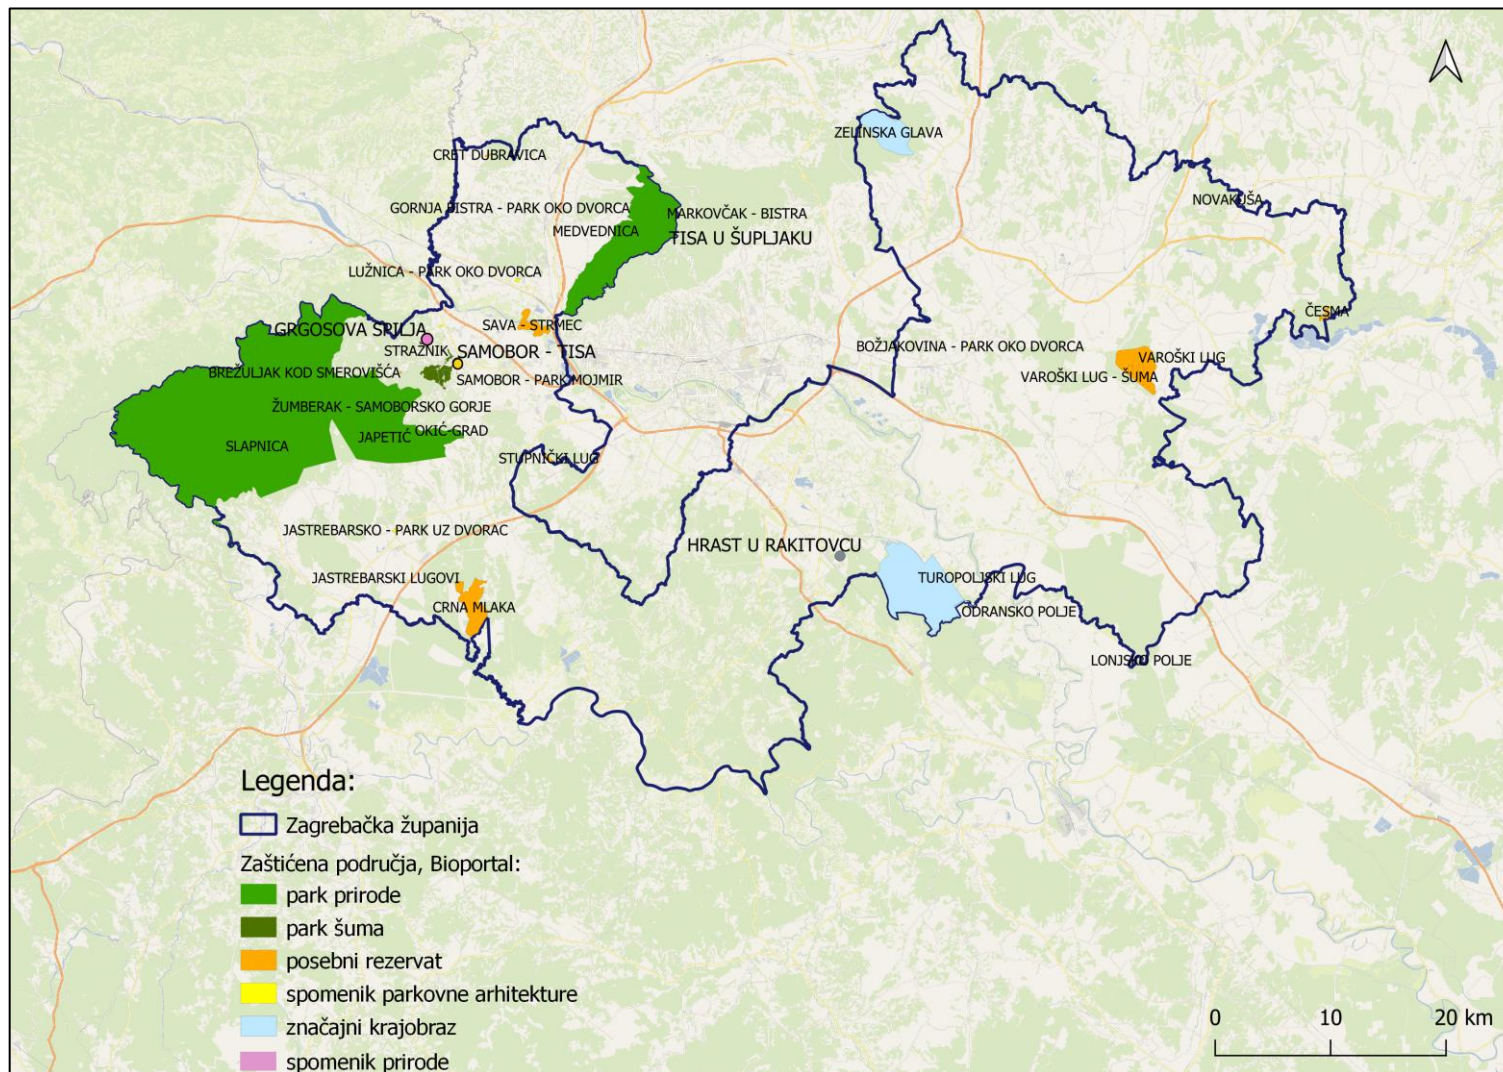 ZELINSKA GLAVA
CRET DUBRAVICA
NOVAKUŠA
GORNJA BISTRA - PARK OKO DVORCA
MARKOVČAK - BISTRA
MEDVEDNICA
TISA U ŠUPLJAKU
LUŽNICA - PARK OKO DVORCA
ČESMA
SAVA - STRMEC
GRGOSOVA SPILJA
STRAŽNIK
SAMOBOR - TISA
BOŽJAKOVINA - PARK OKO DVORCA
VAROŠKI LUG
BREŽULJAK KOD SMEROVIŠĆA
SAMOBOR - PARK MOJMIR
VAROŠKI LUG - ŠUMA
ŽUMBERAK - SAMOBORSKO GORJE
OKIĆ-GRAD
JAPETIĆ
SLAPNICA
STUPNIČKI LUG
JASTREBARSKO - PARK UZ DVORAC
HRAST U RAKITOVCU
JASTREBARSKI LUGOVI
TUROPOLJSKI LUG
CRNA MLAKA
ODRANSKO POLJE
LONJSKO POLJE
Legenda:
Zagrebačka županija
Zaštićena područja, Bioportal:
park prirode
park šuma
posebni rezervat
spomenik parkovne arhitekture
značajni krajobraz
spomenik prirode
0 10 20 km